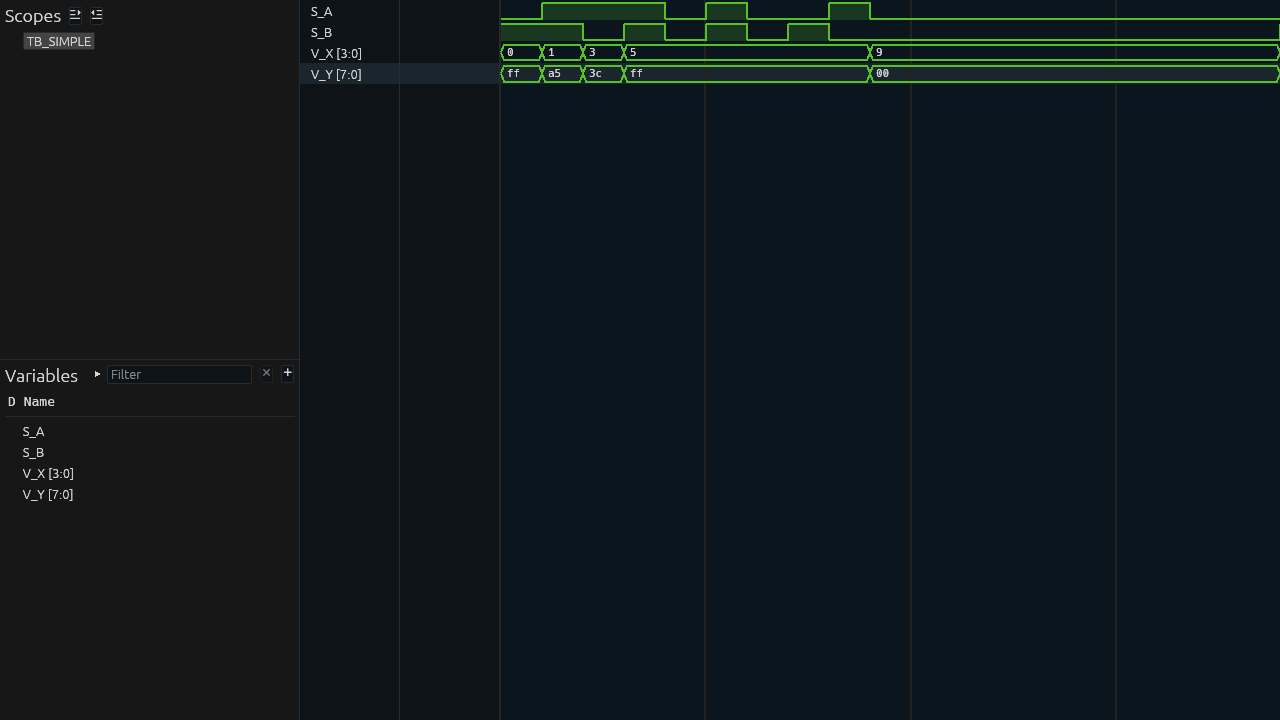 Scopes
TB_SIMPLE
Variables Filter
D Name
S_A
S_B
V_X [3:0]
V_Y [7:0]
S_A
S_B
V_X [3:0] 0 1 3 5 9
V_Y [7:0] ff a5 3c ff 00